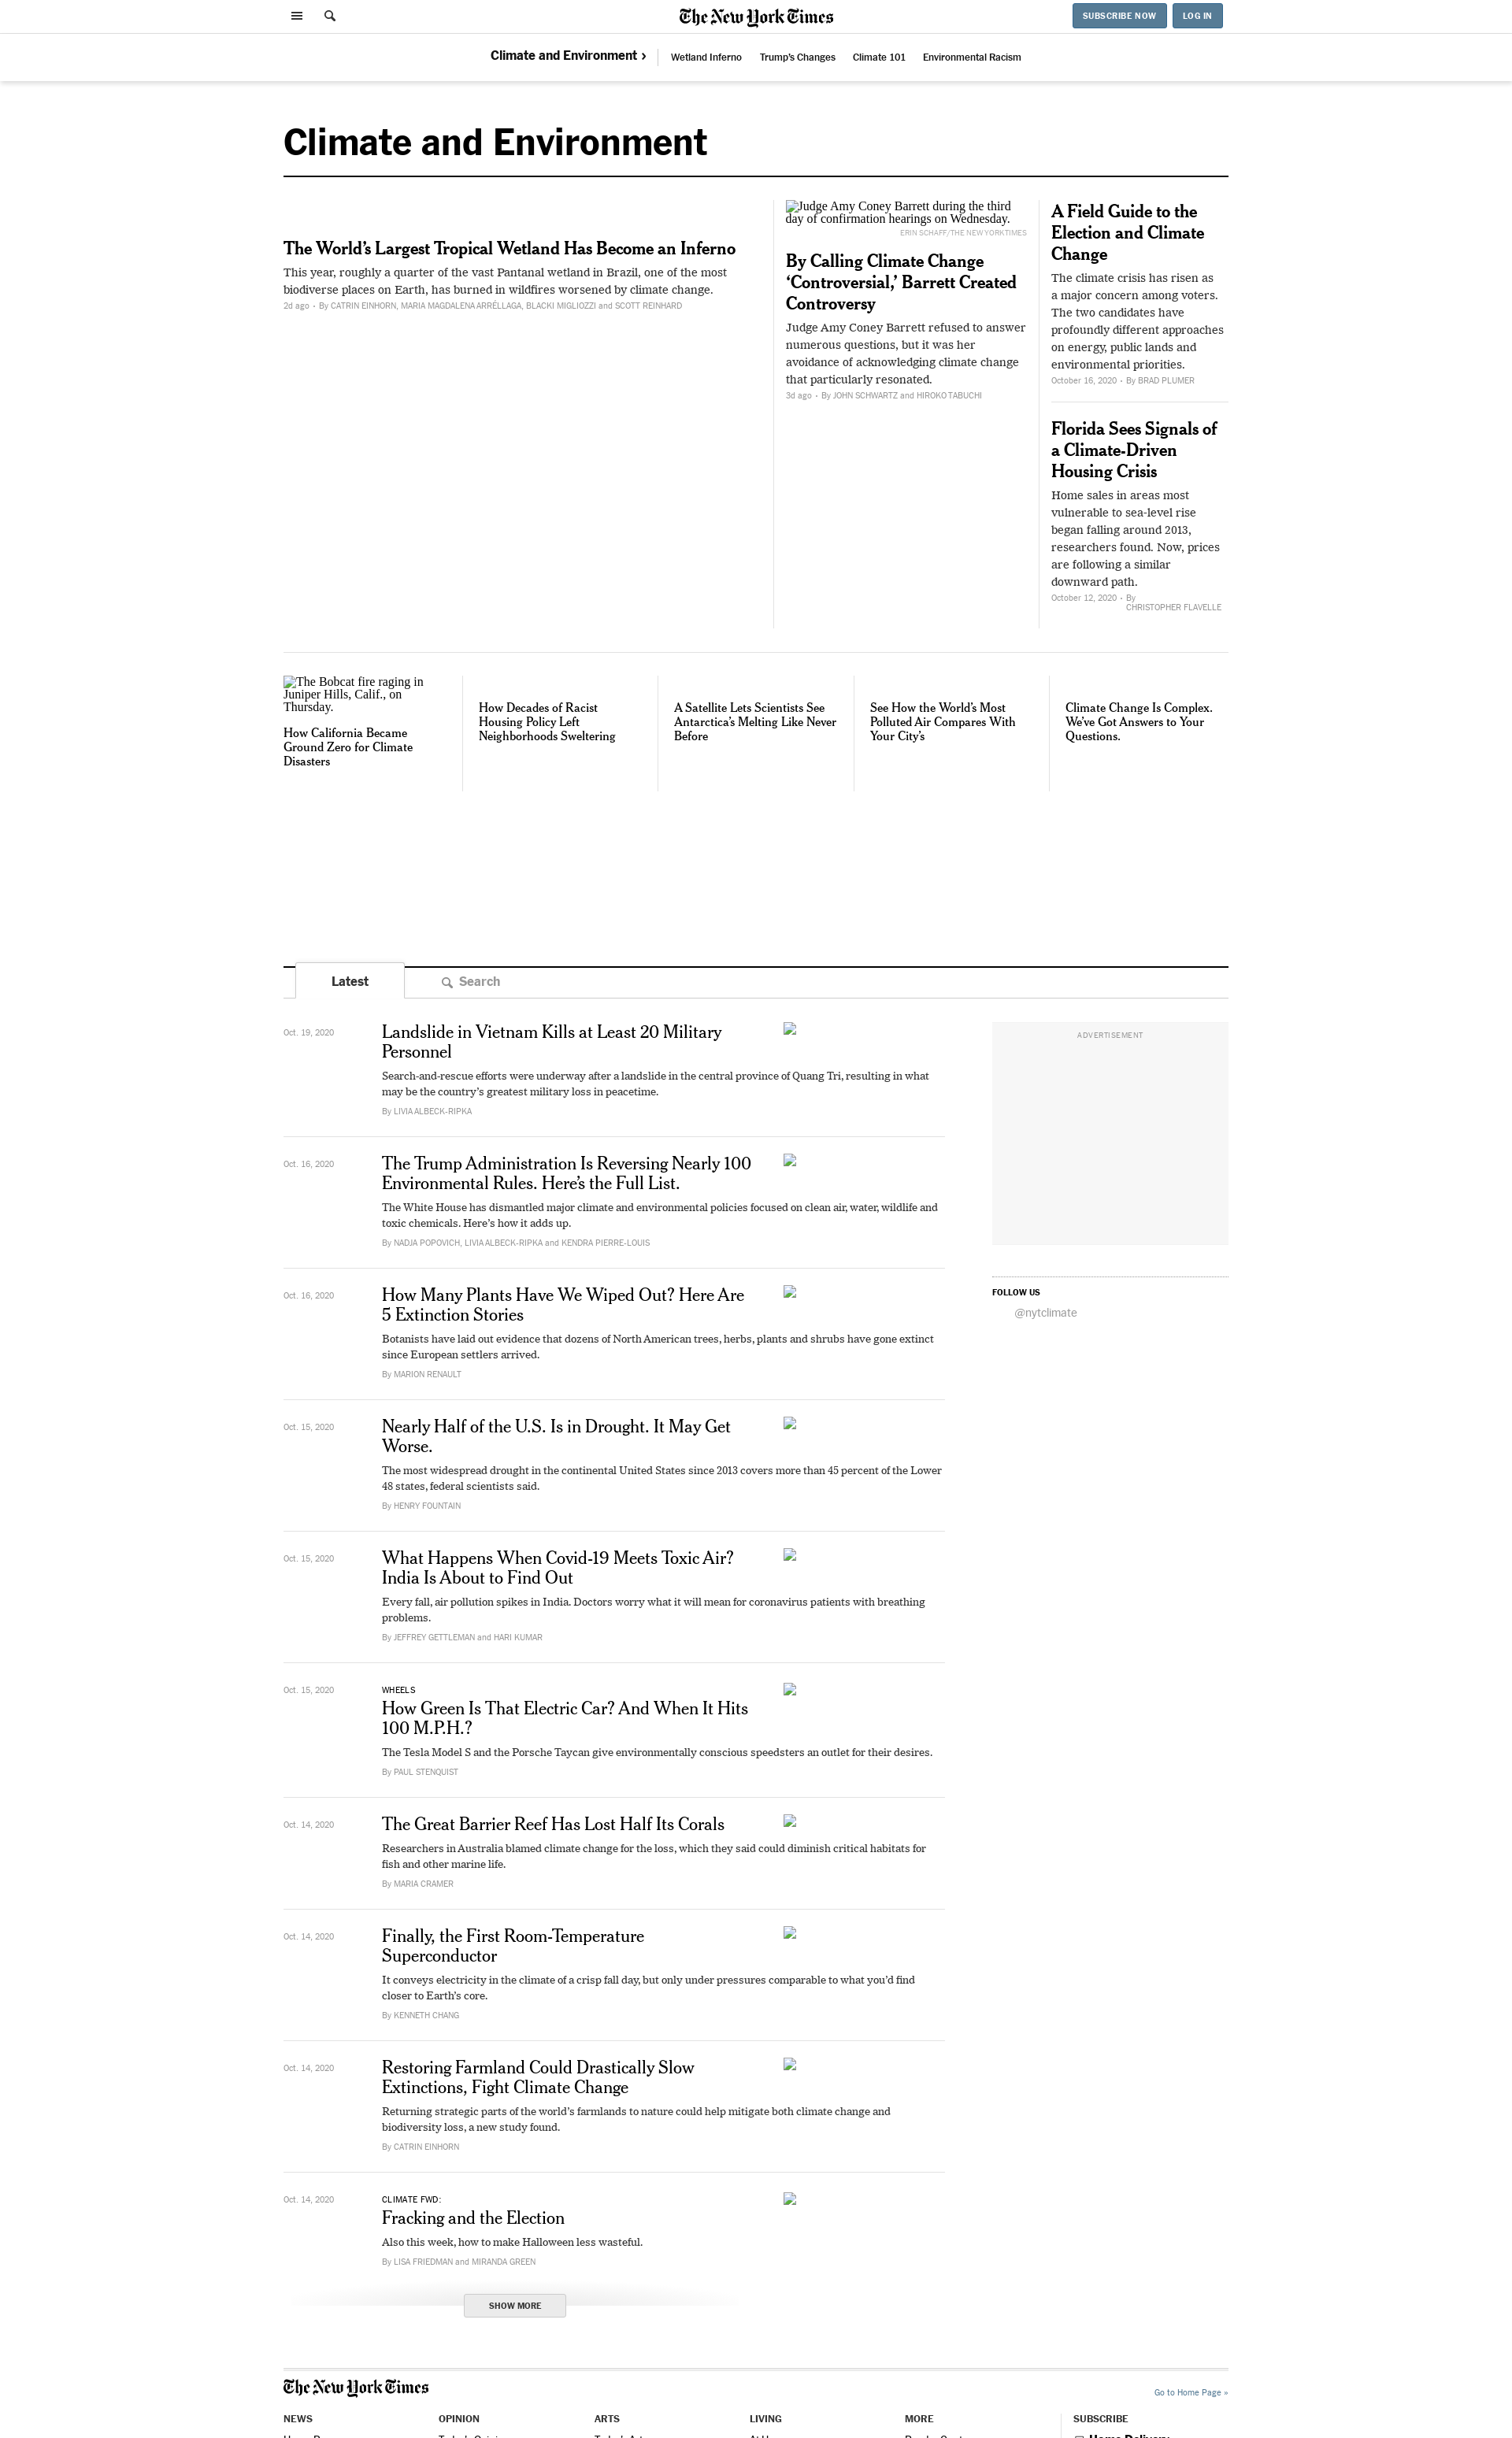 The New York Times
SUBSCRIBE NOW
LOG IN
Climate and Environment ›
Wetland Inferno
Trump's Changes
Climate 101
Environmental Racism
Climate and Environment
The World's Largest Tropical Wetland Has Become an Inferno
This year, roughly a quarter of the vast Pantanal wetland in Brazil, one of the most
biodiverse places on Earth, has burned in wildfires worsened by climate change.
2d ago • By CATRIN EINHORN, MARIA MAGDALENA ARRÉLLAGA, BLACKI MIGLIOZZI and SCOTT REINHARD
Judge Amy Coney Barrett during the third
day of confirmation hearings on Wednesday.
ERIN SCHAFF/THE NEW YORK TIMES
By Calling Climate Change
‘Controversial,’ Barrett Created
Controversy
Judge Amy Coney Barrett refused to answer
numerous questions, but it was her
avoidance of acknowledging climate change
that particularly resonated.
3d ago • By JOHN SCHWARTZ and HIROKO TABUCHI
A Field Guide to the
Election and Climate
Change
The climate crisis has risen as
a major concern among voters.
The two candidates have
profoundly different approaches
on energy, public lands and
environmental priorities.
October 16, 2020 • By BRAD PLUMER
Florida Sees Signals of
a Climate-Driven
Housing Crisis
Home sales in areas most
vulnerable to sea-level rise
began falling around 2013,
researchers found. Now, prices
are following a similar
downward path.
October 12, 2020 • By
CHRISTOPHER FLAVELLE
The Bobcat fire raging in
Juniper Hills, Calif., on
Thursday.
How California Became
Ground Zero for Climate
Disasters
How Decades of Racist
Housing Policy Left
Neighborhoods Sweltering
A Satellite Lets Scientists See
Antarctica's Melting Like Never
Before
See How the World's Most
Polluted Air Compares With
Your City's
Climate Change Is Complex.
We've Got Answers to Your
Questions.
Latest
Search
Oct. 19, 2020
Landslide in Vietnam Kills at Least 20 Military
Personnel
Search-and-rescue efforts were underway after a landslide in the central province of Quang Tri, resulting in what
may be the country's greatest military loss in peacetime.
By LIVIA ALBECK-RIPKA
ADVERTISEMENT
Oct. 16, 2020
The Trump Administration Is Reversing Nearly 100
Environmental Rules. Here's the Full List.
The White House has dismantled major climate and environmental policies focused on clean air, water, wildlife and
toxic chemicals. Here's how it adds up.
By NADJA POPOVICH, LIVIA ALBECK-RIPKA and KENDRA PIERRE-LOUIS
FOLLOW US
@nytclimate
Oct. 16, 2020
How Many Plants Have We Wiped Out? Here Are
5 Extinction Stories
Botanists have laid out evidence that dozens of North American trees, herbs, plants and shrubs have gone extinct
since European settlers arrived.
By MARION RENAULT
Oct. 15, 2020
Nearly Half of the U.S. Is in Drought. It May Get
Worse.
The most widespread drought in the continental United States since 2013 covers more than 45 percent of the Lower
48 states, federal scientists said.
By HENRY FOUNTAIN
Oct. 15, 2020
What Happens When Covid-19 Meets Toxic Air?
India Is About to Find Out
Every fall, air pollution spikes in India. Doctors worry what it will mean for coronavirus patients with breathing
problems.
By JEFFREY GETTLEMAN and HARI KUMAR
Oct. 15, 2020
WHEELS
How Green Is That Electric Car? And When It Hits
100 M.P.H.?
The Tesla Model S and the Porsche Taycan give environmentally conscious speedsters an outlet for their desires.
By PAUL STENQUIST
Oct. 14, 2020
The Great Barrier Reef Has Lost Half Its Corals
Researchers in Australia blamed climate change for the loss, which they said could diminish critical habitats for
fish and other marine life.
By MARIA CRAMER
Oct. 14, 2020
Finally, the First Room-Temperature
Superconductor
It conveys electricity in the climate of a crisp fall day, but only under pressures comparable to what you'd find
closer to Earth's core.
By KENNETH CHANG
Oct. 14, 2020
Restoring Farmland Could Drastically Slow
Extinctions, Fight Climate Change
Returning strategic parts of the world's farmlands to nature could help mitigate both climate change and
biodiversity loss, a new study found.
By CATRIN EINHORN
Oct. 14, 2020
CLIMATE FWD:
Fracking and the Election
Also this week, how to make Halloween less wasteful.
By LISA FRIEDMAN and MIRANDA GREEN
SHOW MORE
The New York Times
Go to Home Page »
NEWS
OPINION
ARTS
LIVING
MORE
SUBSCRIBE
Home Delivery